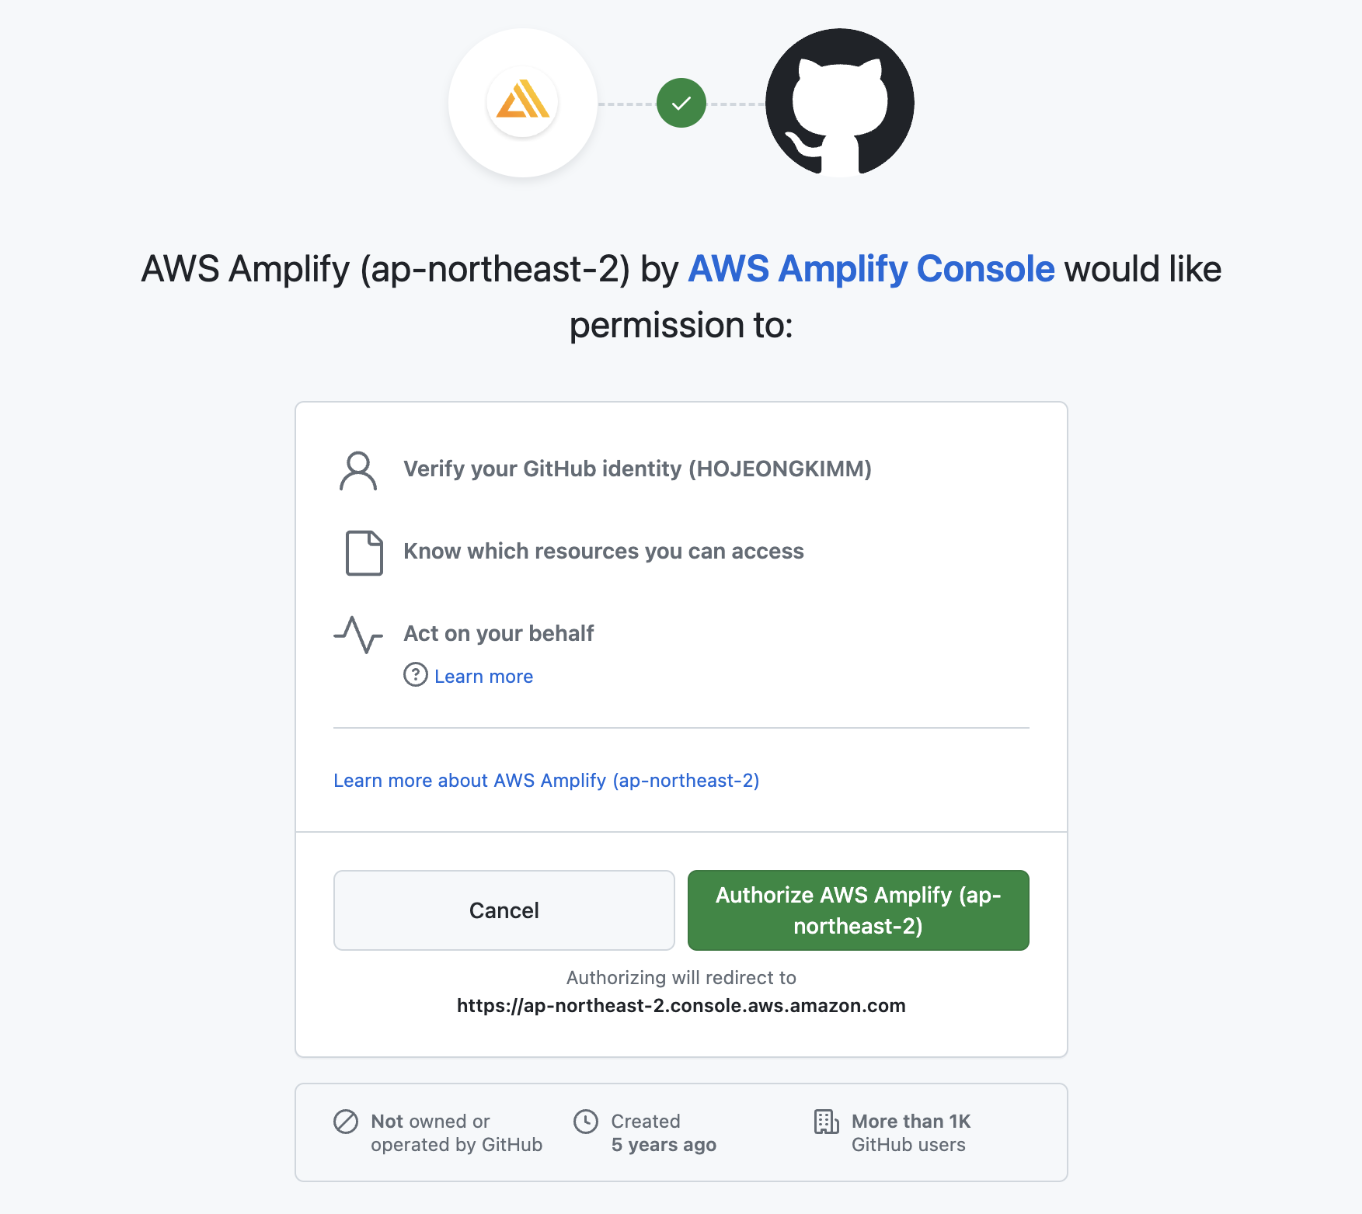 AWS Amplify (ap-northeast-2) by AWS Amplify Console would like
permission to:
Verify your GitHub identity (HOJEONGKIMM)
Know which resources you can access
Act on your behalf
Learn more
Learn more about AWS Amplify (ap-northeast-2)
Cancel
Authorize AWS Amplify (ap-
northeast-2)
Authorizing will redirect to
https://ap-northeast-2.console.aws.amazon.com
Not owned or
operated by GitHub
Created
5 years ago
More than 1K
GitHub users